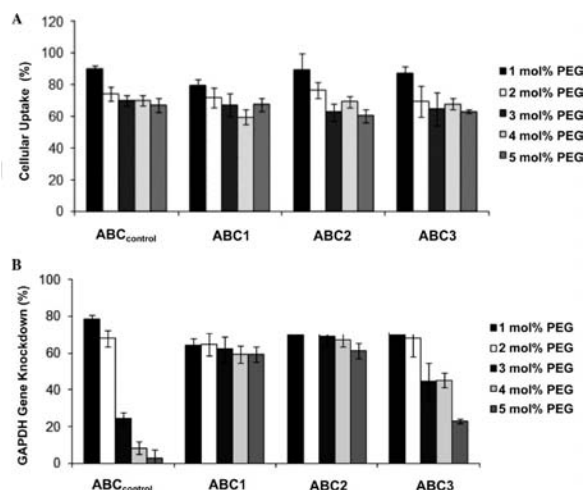 A
Cellular Uptake (%)
120
100
80
60
40
20
0
ABCcontrol
ABC1
ABC2
ABC3
1 mol% PEG
2 mol% PEG
3 mol% PEG
4 mol% PEG
5 mol% PEG
B
GAPDH Gene Knockdown (%)
100
80
60
40
20
0
ABCcontrol
ABC1
ABC2
ABC3
1 mol% PEG
2 mol% PEG
3 mol% PEG
4 mol% PEG
5 mol% PEG